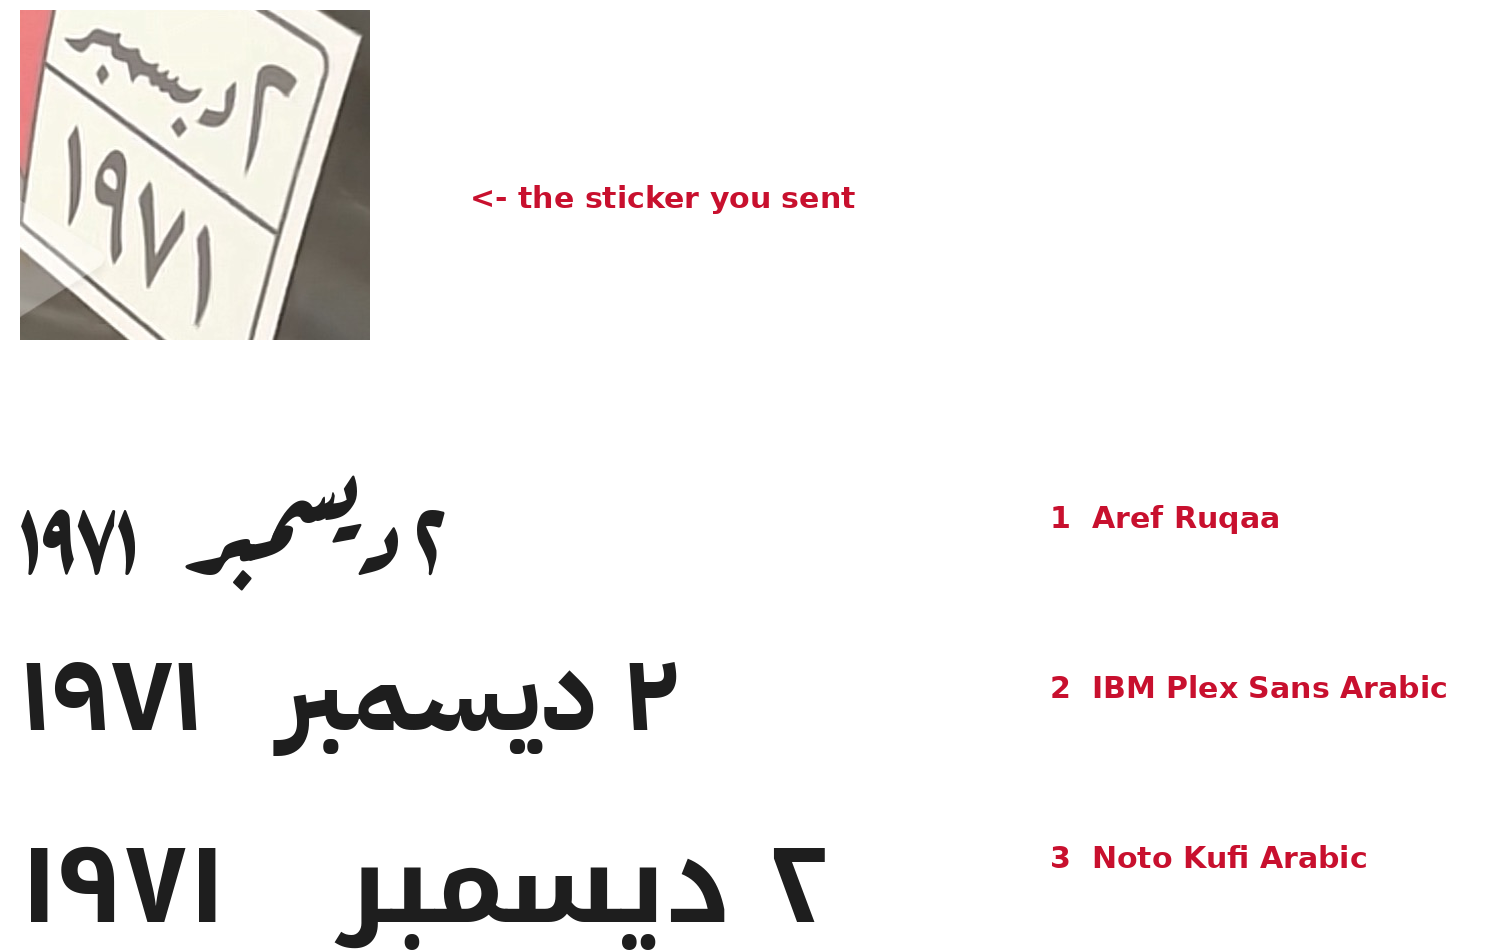 ٢ ديسمبر
١٩٧١
<- the sticker you sent
٢ ديسمبر ١٩٧١
1 Aref Ruqaa
٢ ديسمبر ١٩٧١
2 IBM Plex Sans Arabic
٢ ديسمبر ١٩٧١
3 Noto Kufi Arabic